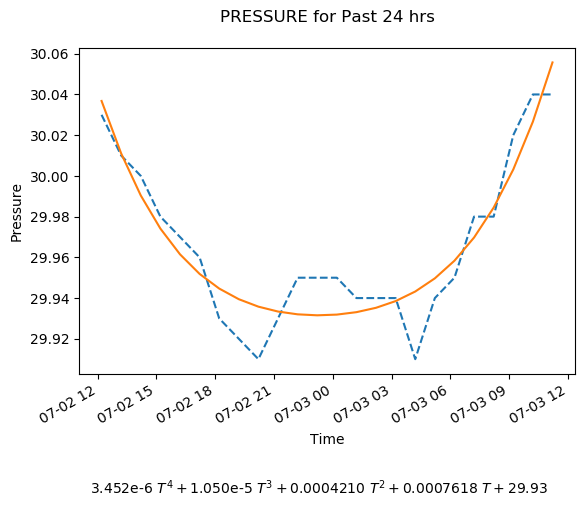 PRESSURE for Past 24 hrs
30.06
30.04
30.02
30.00
29.98
29.96
29.94
29.92
Pressure
07-02 12 07-02 15 07-02 18 07-02 21 07-03 00 07-03 03 07-03 06 07-03 09 07-03 12
Time
3.452e-6 T⁴ + 1.050e-5 T³ + 0.0004210 T² + 0.0007618 T + 29.93